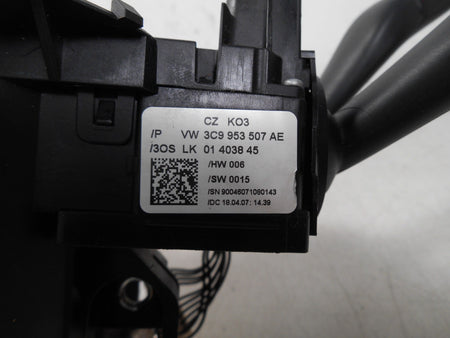 CZ KO3
/P VW 3C9 953 507 AE
/3OS LK 01 4038 45
/HW 006
/SW 0015
/SN 90046071080143
/DC 18.04.07: 14.39